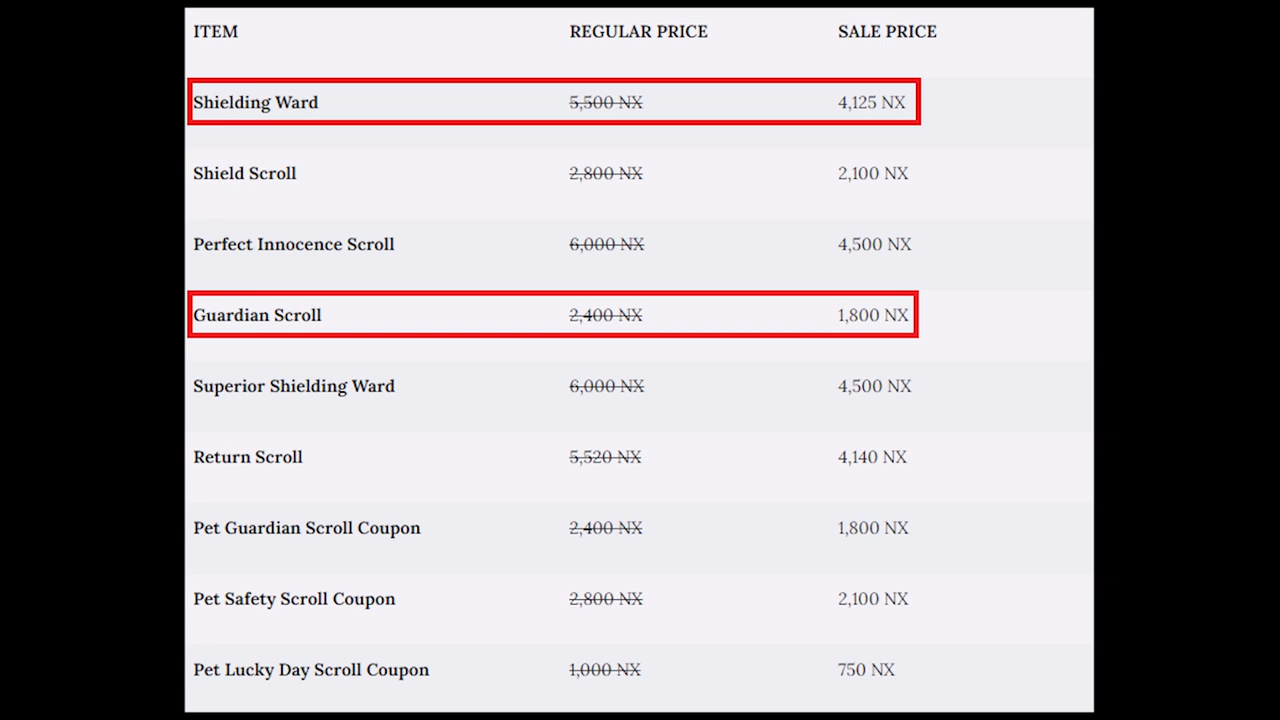 ITEM REGULAR PRICE SALE PRICE
Shielding Ward 5,500 NX 4,125 NX
Shield Scroll 2,800 NX 2,100 NX
Perfect Innocence Scroll 6,000 NX 4,500 NX
Guardian Scroll 2,400 NX 1,800 NX
Superior Shielding Ward 6,000 NX 4,500 NX
Return Scroll 5,520 NX 4,140 NX
Pet Guardian Scroll Coupon 2,400 NX 1,800 NX
Pet Safety Scroll Coupon 2,800 NX 2,100 NX
Pet Lucky Day Scroll Coupon 1,000 NX 750 NX